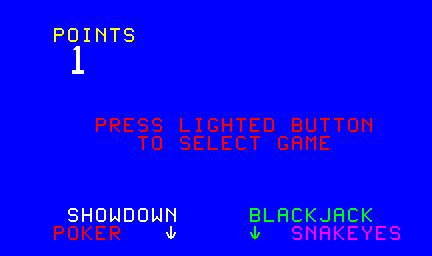 POINTS
1
PRESS LIGHTED BUTTON
TO SELECT GAME
SHOWDOWN BLACKJACK
POKER ↓ ↓ SNAKEYES